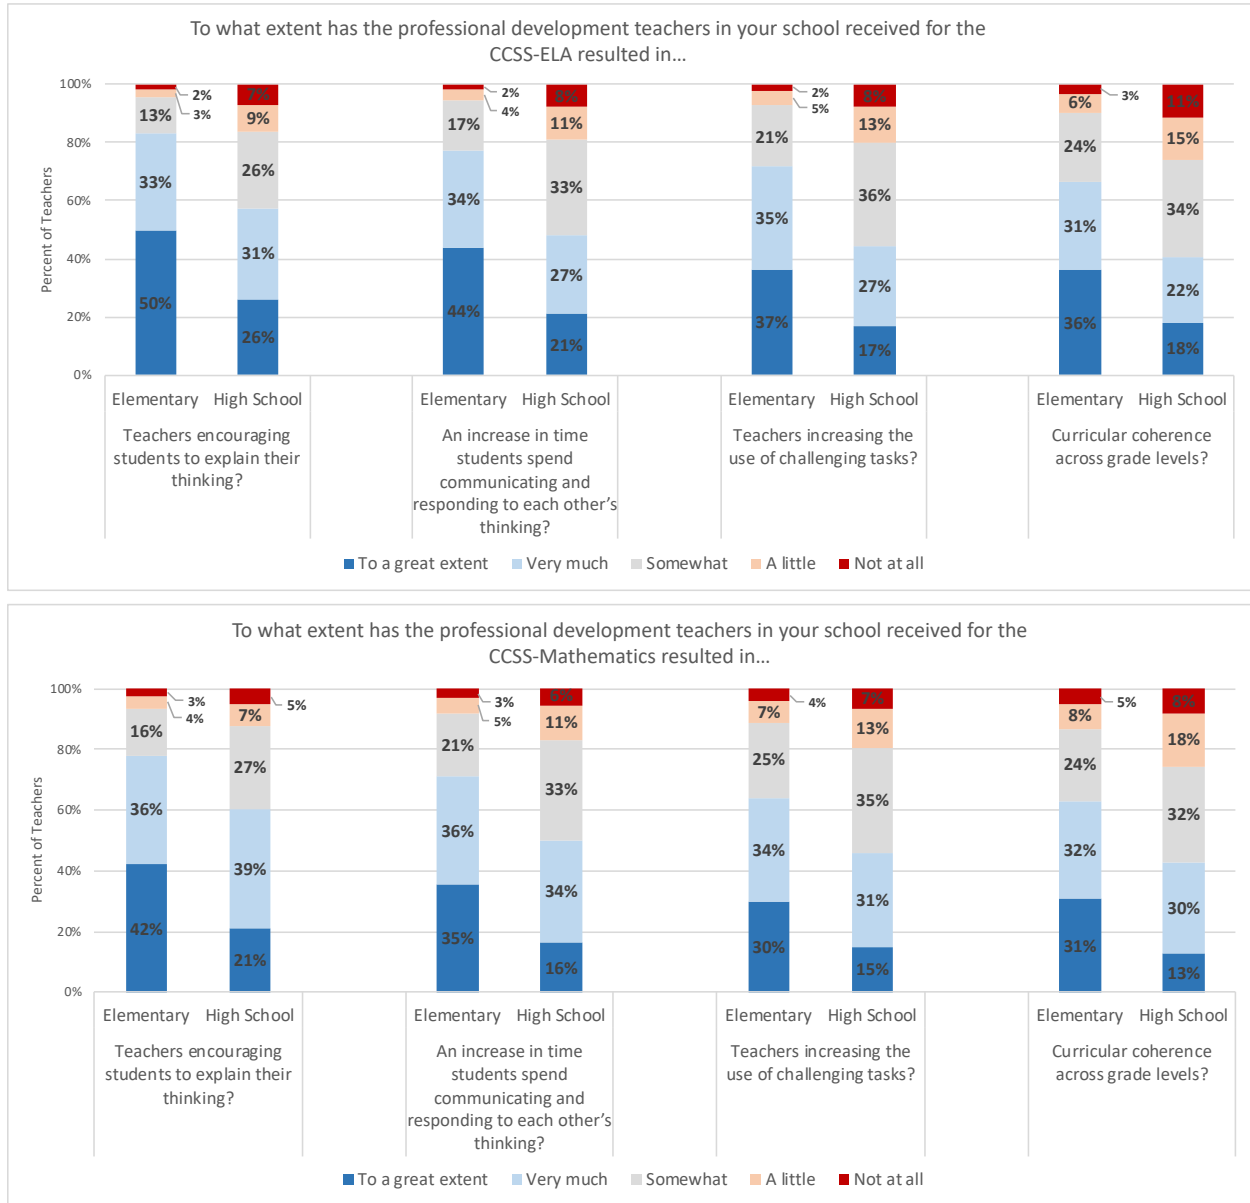 To what extent has the professional development teachers in your school received for the
CCSS-ELA resulted in...
Percent of Teachers
100%
80%
60%
40%
20%
0%
2%
3%
13%
33%
50%
7%
9%
26%
31%
26%
2%
4%
17%
34%
44%
8%
11%
33%
27%
21%
2%
5%
21%
35%
37%
8%
13%
36%
27%
17%
3%
6%
24%
31%
36%
11%
15%
34%
22%
18%
Elementary High School Elementary High School Elementary High School Elementary High School
Teachers encouraging
students to explain their
thinking?
An increase in time
students spend
communicating and
responding to each other’s
thinking?
Teachers increasing the
use of challenging tasks?
Curricular coherence
across grade levels?
To a great extent Very much Somewhat A little Not at all
To what extent has the professional development teachers in your school received for the
CCSS-Mathematics resulted in...
Percent of Teachers
100%
80%
60%
40%
20%
0%
3%
4%
16%
36%
42%
5%
7%
27%
39%
21%
3%
5%
21%
36%
35%
6%
11%
33%
34%
16%
4%
7%
25%
34%
30%
7%
13%
35%
31%
15%
5%
8%
24%
32%
31%
8%
18%
32%
30%
13%
Elementary High School Elementary High School Elementary High School Elementary High School
Teachers encouraging
students to explain their
thinking?
An increase in time
students spend
communicating and
responding to each other’s
thinking?
Teachers increasing the
use of challenging tasks?
Curricular coherence
across grade levels?
To a great extent Very much Somewhat A little Not at all